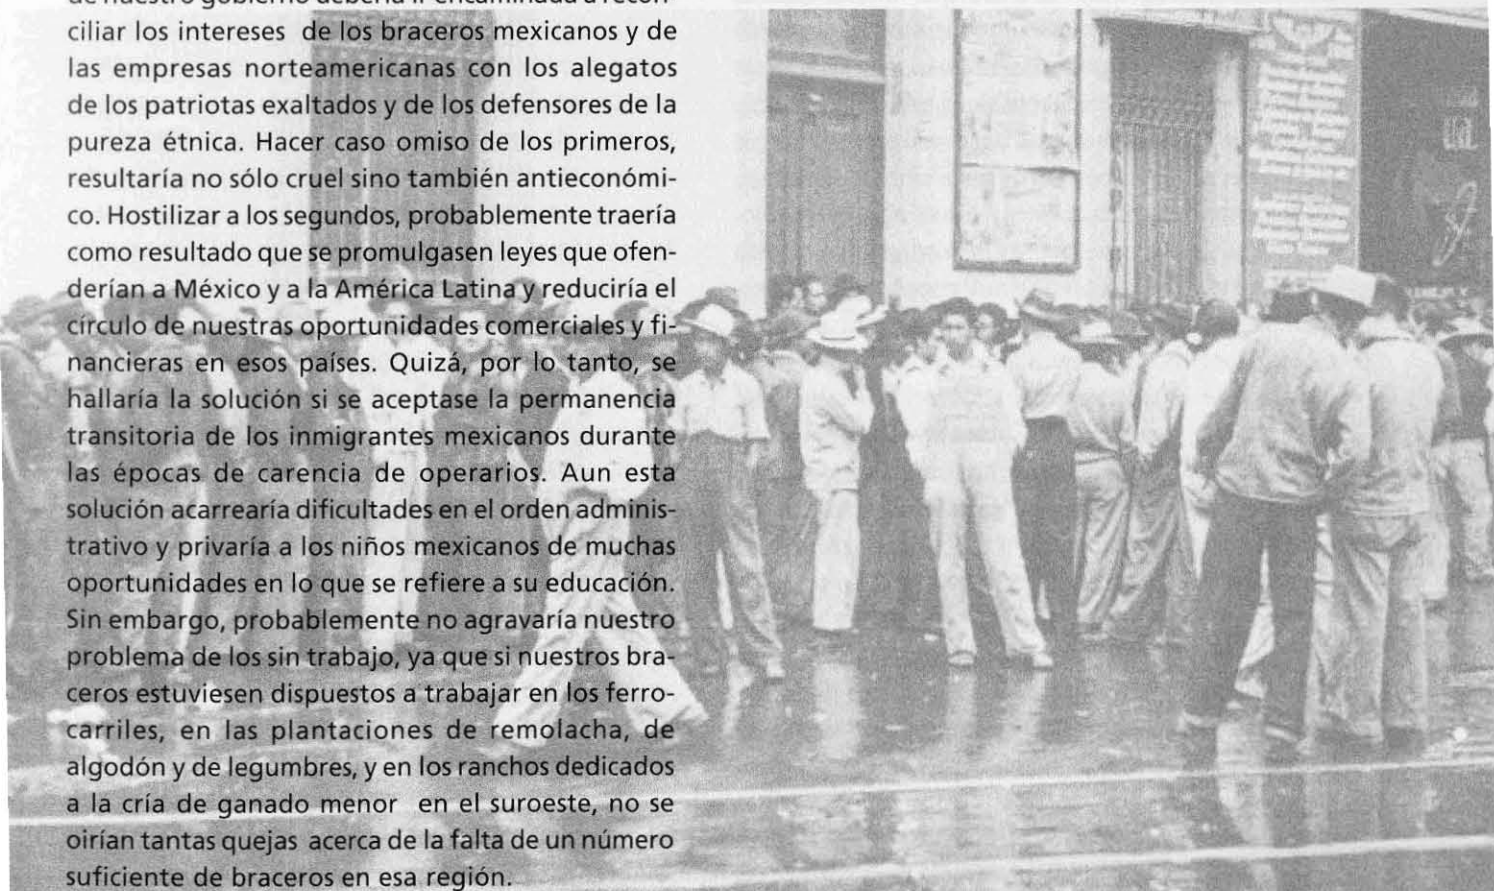 de nuestro gobierno debería ir encaminada a recon-
ciliar los intereses de los braceros mexicanos y de
las empresas norteamericanas con los alegatos
de los patriotas exaltados y de los defensores de la
pureza étnica. Hacer caso omiso de los primeros,
resultaría no sólo cruel sino también antieconómi-
co. Hostilizar a los segundos, probablemente traería
como resultado que se promulgasen leyes que ofen-
derían a México y a la América Latina y reduciría el
círculo de nuestras oportunidades comerciales y fi-
nancieras en esos países. Quizá, por lo tanto, se
hallaría la solución si se aceptase la permanencia
transitoria de los inmigrantes mexicanos durante
las épocas de carencia de operarios. Aun esta
solución acarrearía dificultades en el orden adminis-
trativo y privaría a los niños mexicanos de muchas
oportunidades en lo que se refiere a su educación.
Sin embargo, probablemente no agravaría nuestro
problema de los sin trabajo, ya que si nuestros bra-
ceros estuviesen dispuestos a trabajar en los ferro-
carriles, en las plantaciones de remolacha, de
algodón y de legumbres, y en los ranchos dedicados
a la cría de ganado menor en el suroeste, no se
oirían tantas quejas acerca de la falta de un número
suficiente de braceros en esa región.